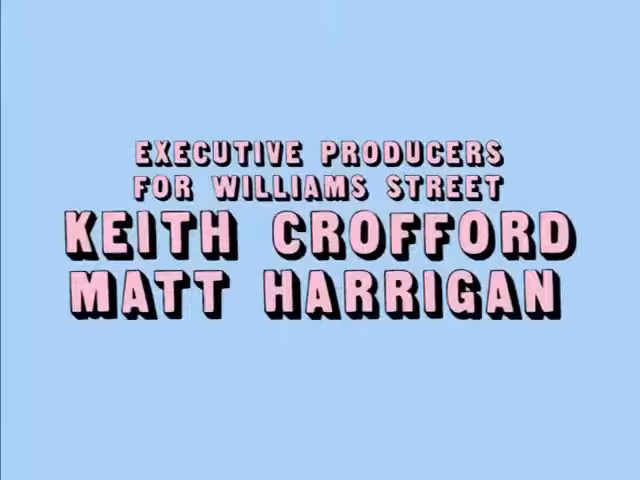 EXECUTIVE PRODUCERS
FOR WILLIAMS STREET
KEITH CROFFORD
MATT HARRIGAN